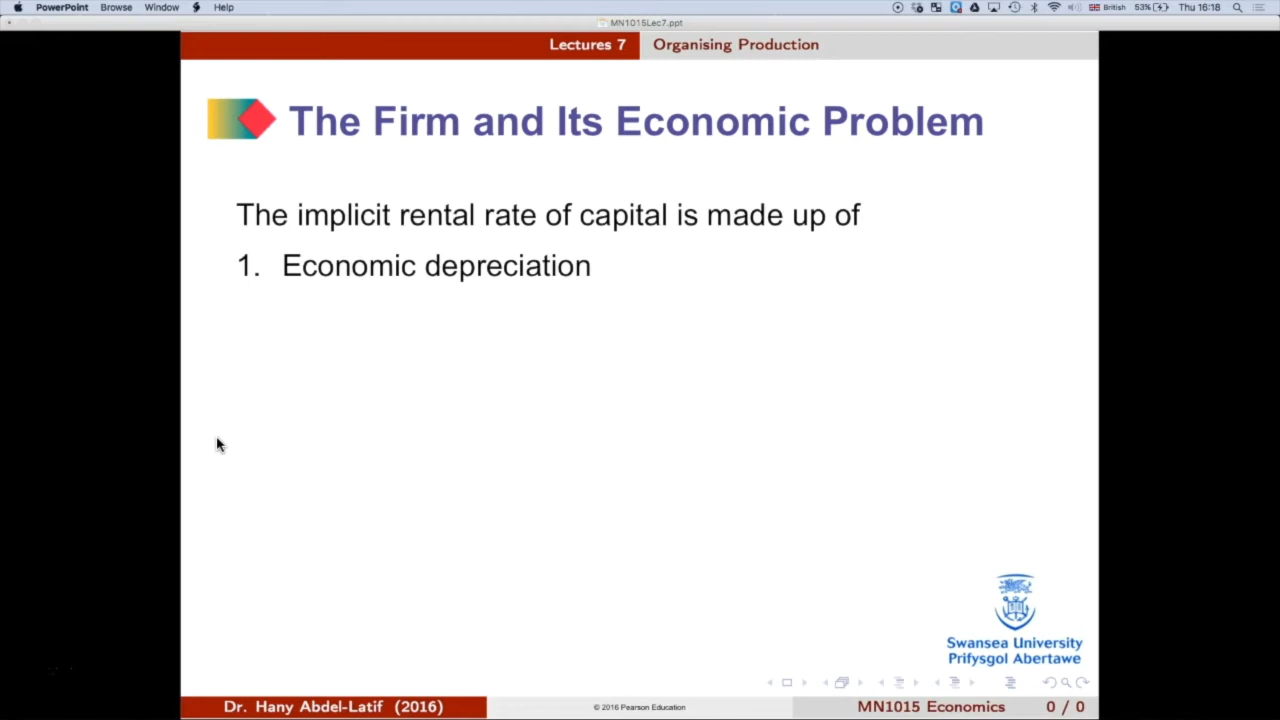 PowerPoint Browse Window Help British 53% Thu 16:18
MN1015Lec7.ppt
Lectures 7 Organising Production
The Firm and Its Economic Problem
The implicit rental rate of capital is made up of
1. Economic depreciation
Swansea University
Prifysgol Abertawe
Dr. Hany Abdel-Latif (2016) © 2016 Pearson Education MN1015 Economics 0 / 0